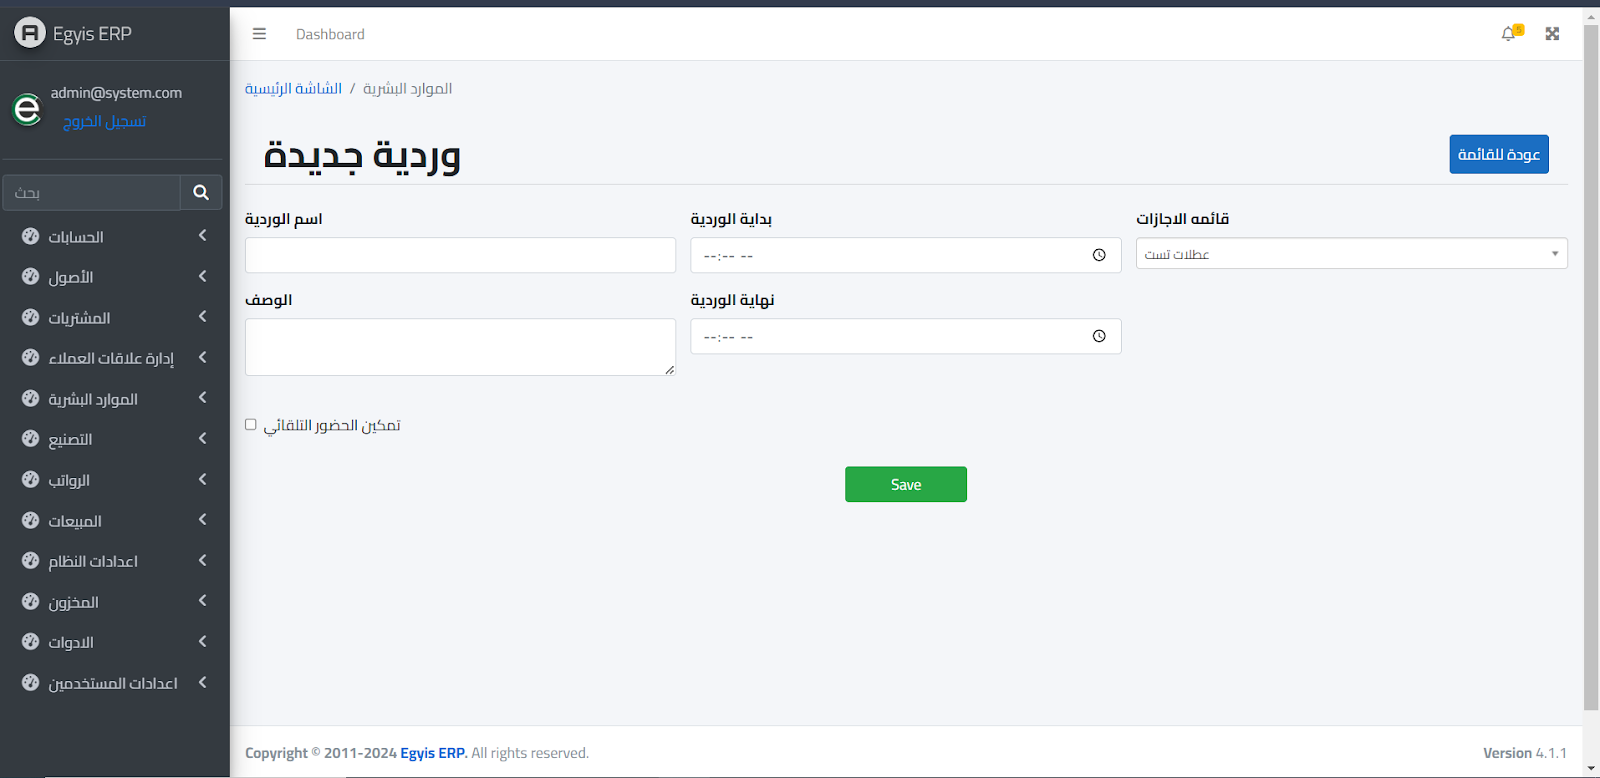 Egyis ERP
admin@system.com
تسجيل الخروج
بحث
الحسابات
الأصول
المشتريات
إدارة علاقات العملاء
الموارد البشرية
التصنيع
الرواتب
المبيعات
اعدادات النظام
المخزون
الادوات
اعدادات المستخدمين
Dashboard
5
الشاشة الرئيسية / الموارد البشرية
وردية جديدة
عودة للقائمة
اسم الوردية
بداية الوردية
--:-- --
قائمه الاجازات
عطلات تست
الوصف
نهاية الوردية
--:-- --
تمكين الحضور التلقائي
Save
Copyright © 2011-2024 Egyis ERP. All rights reserved.
Version 4.1.1